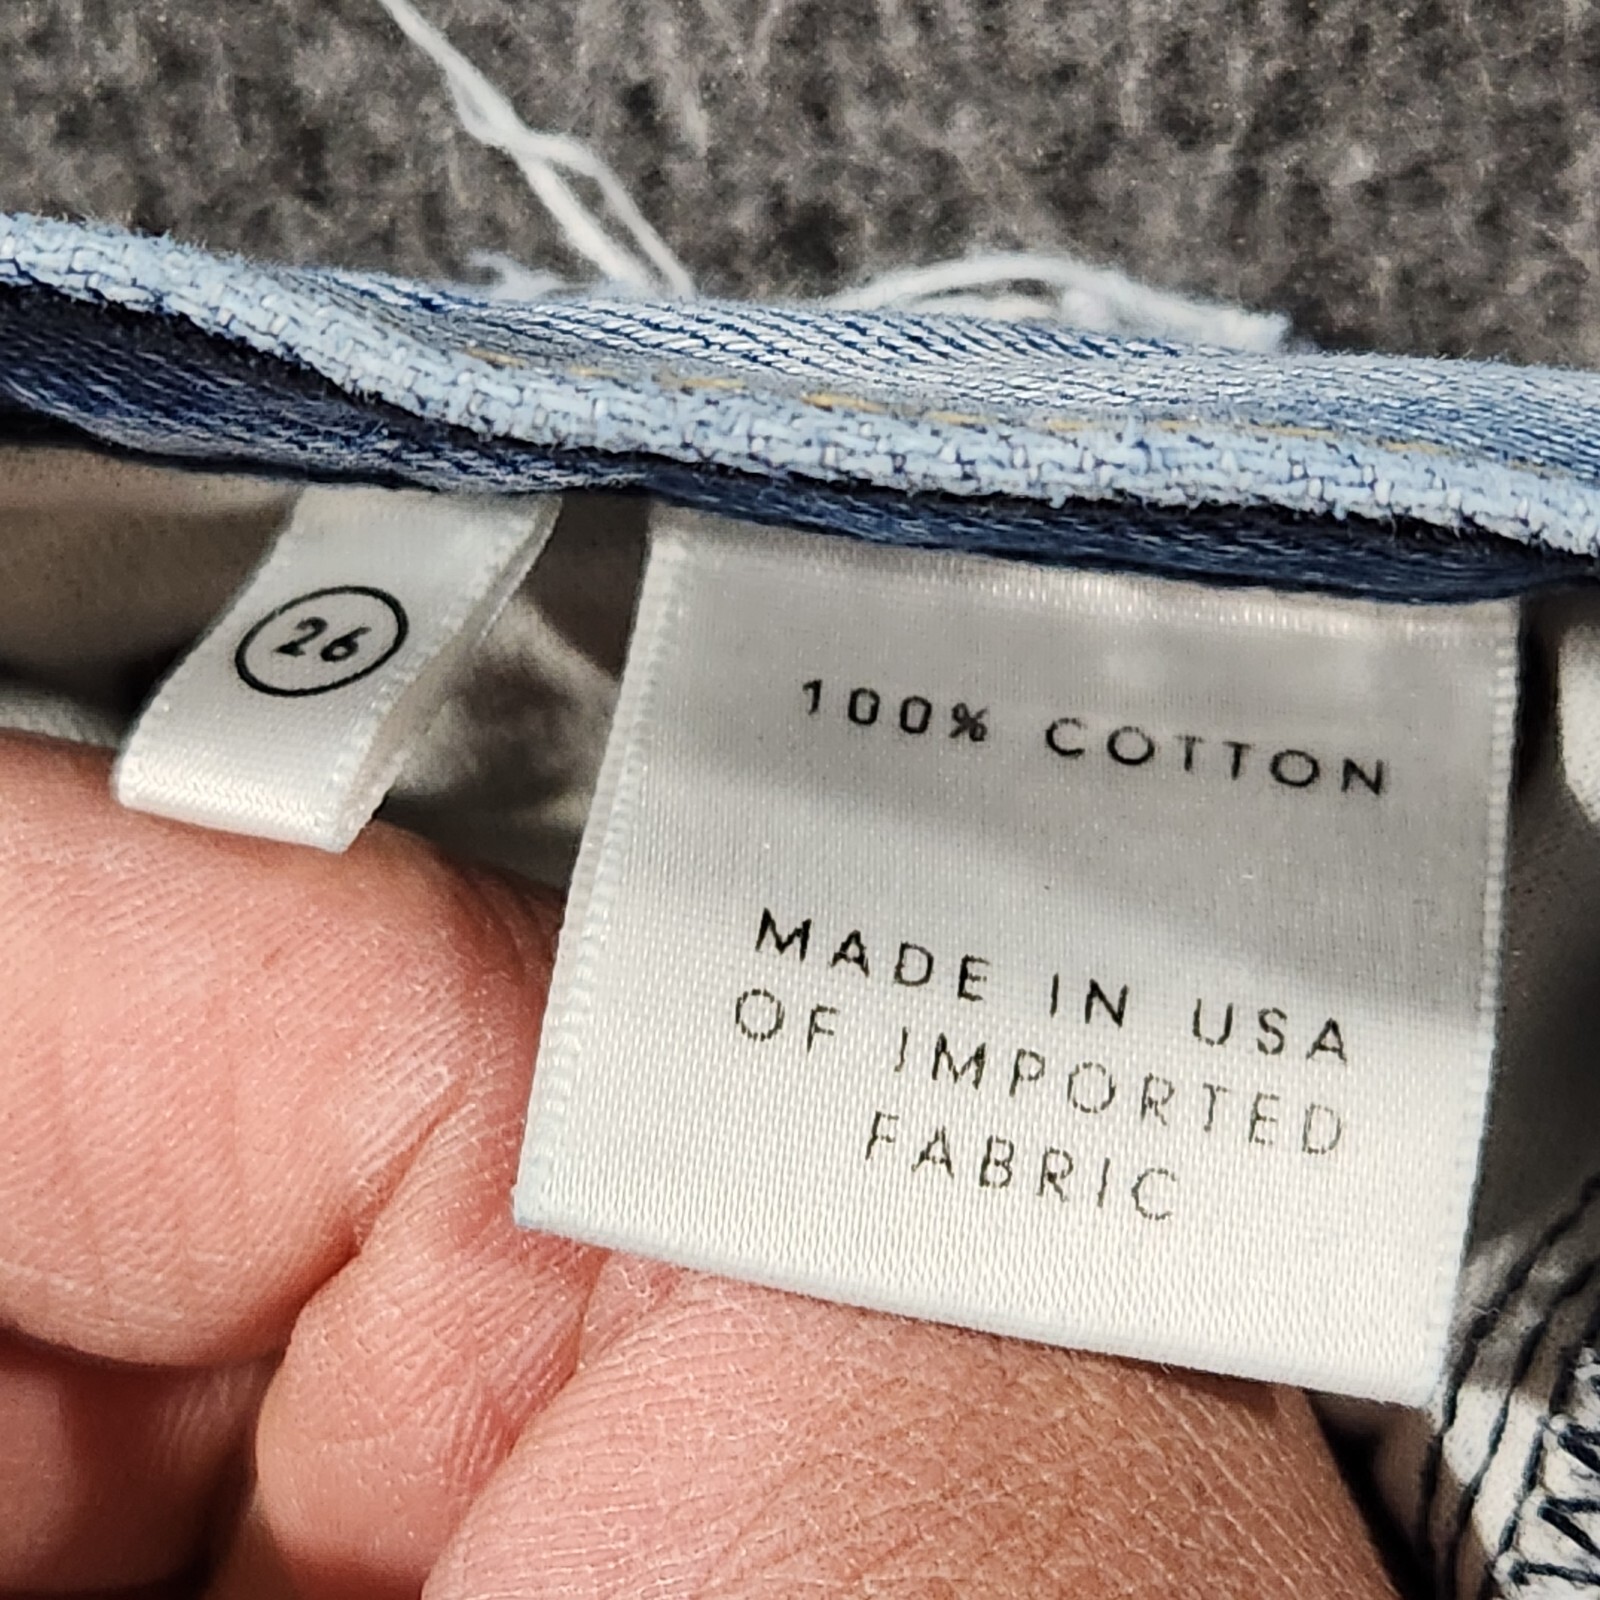 26
100% COTTON
MADE IN USA
OF IMPORTED
FABRIC